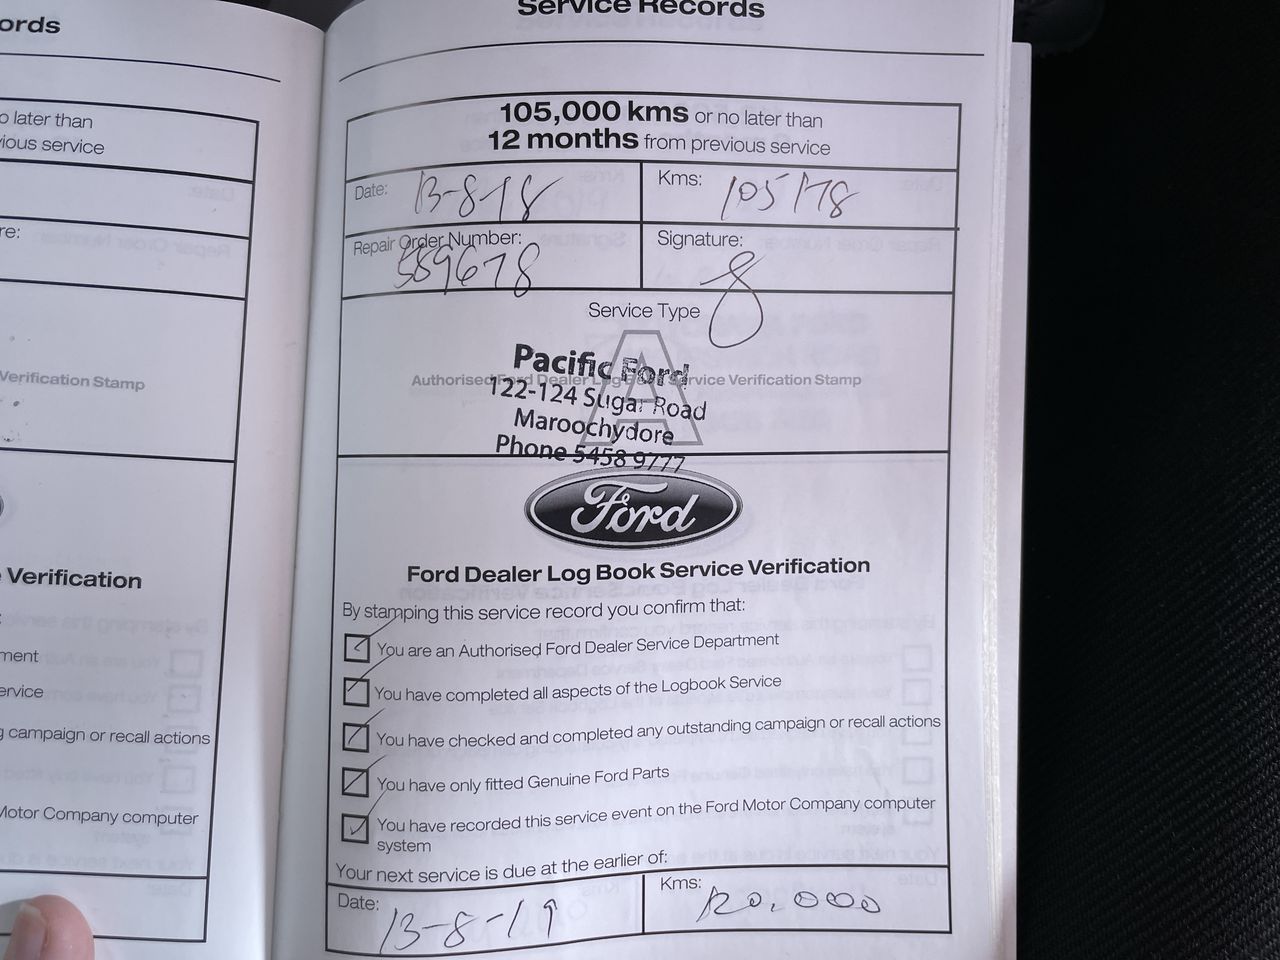 ords
o later than
vious service
re:
Verification Stamp
Verification
ment
ervice
g campaign or recall actions
Motor Company computer
Service Records
105,000 kms or no later than
12 months from previous service
Date: 13-8-18
Kms: 105178
Repair Order Number: 589678
Signature:
Service Type
A
Authorised Ford Dealer Log Book Service Verification Stamp
Pacific Ford
122-124 Sugar Road
Maroochydore
Phone 5458 9777
Ford
Ford Dealer Log Book Service Verification
By stamping this service record you confirm that:
You are an Authorised Ford Dealer Service Department
You have completed all aspects of the Logbook Service
You have checked and completed any outstanding campaign or recall actions
You have only fitted Genuine Ford Parts
You have recorded this service event on the Ford Motor Company computer
system
Your next service is due at the earlier of:
Date: 13-8-19
Kms: 120,000